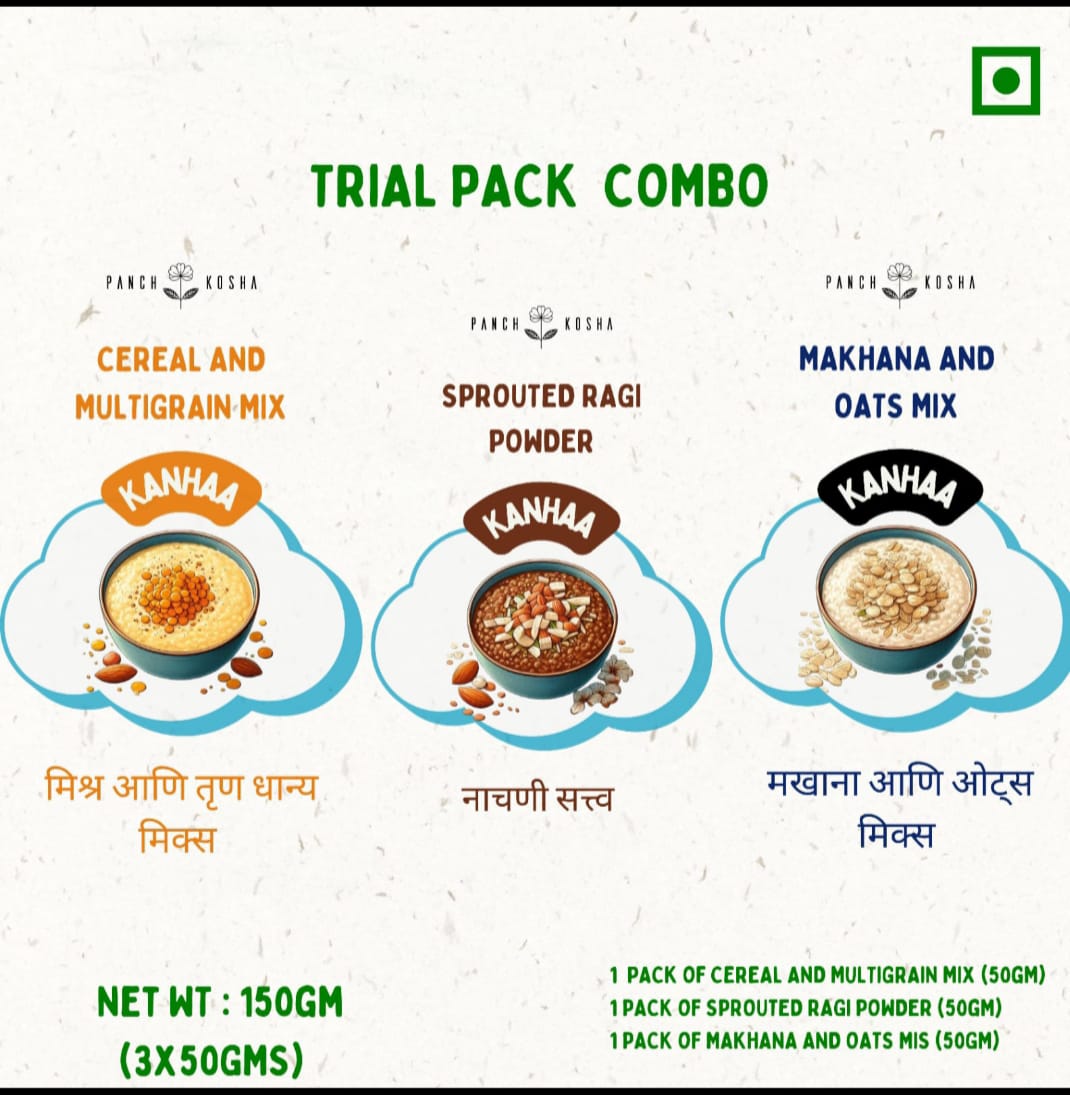 TRIAL PACK COMBO
PANCH KOSHA
CEREAL AND
MULTIGRAIN MIX
KANHAA
मिश्र आणि तृण धान्य
मिक्स
PANCH KOSHA
SPROUTED RAGI
POWDER
KANHAA
नाचणी सत्त्व
PANCH KOSHA
MAKHANA AND
OATS MIX
KANHAA
मखाना आणि ओट्स
मिक्स
NET WT : 150GM
(3X50GMS)
1 PACK OF CEREAL AND MULTIGRAIN MIX (50GM)
1 PACK OF SPROUTED RAGI POWDER (50GM)
1 PACK OF MAKHANA AND OATS MIS (50GM)